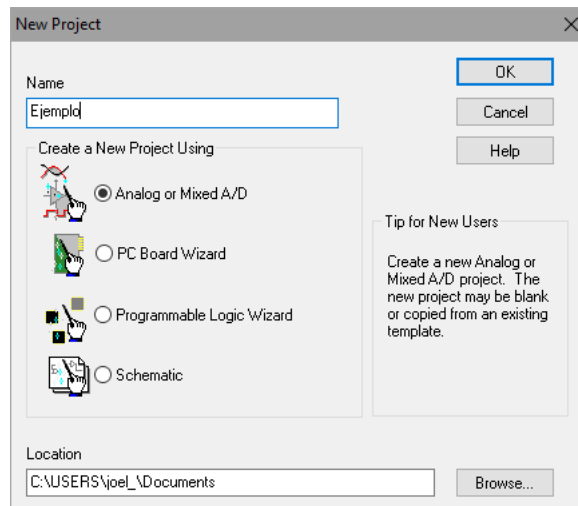 New Project
Name
Ejemplo
OK
Cancel
Help
Create a New Project Using
Analog or Mixed A/D
PC Board Wizard
Programmable Logic Wizard
Schematic
Tip for New Users
Create a new Analog or
Mixed A/D project. The
new project may be blank
or copied from an existing
template.
Location
C:\USERS\joel_\Documents
Browse...